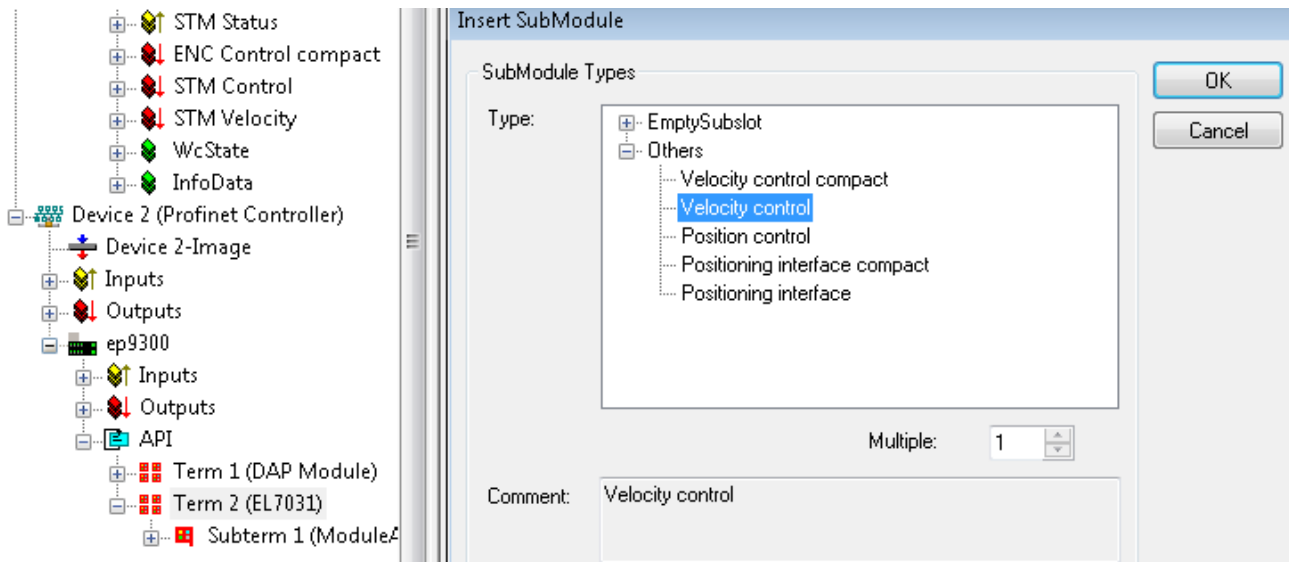 STM Status
ENC Control compact
STM Control
STM Velocity
WcState
InfoData
Device 2 (Profinet Controller)
Device 2-Image
Inputs
Outputs
ep9300
Inputs
Outputs
API
Term 1 (DAP Module)
Term 2 (EL7031)
Subterm 1 (ModuleA
Insert SubModule
SubModule Types
Type:
EmptySubslot
Others
Velocity control compact
Velocity control
Position control
Positioning interface compact
Positioning interface
Multiple: 1
Comment: Velocity control
OK
Cancel